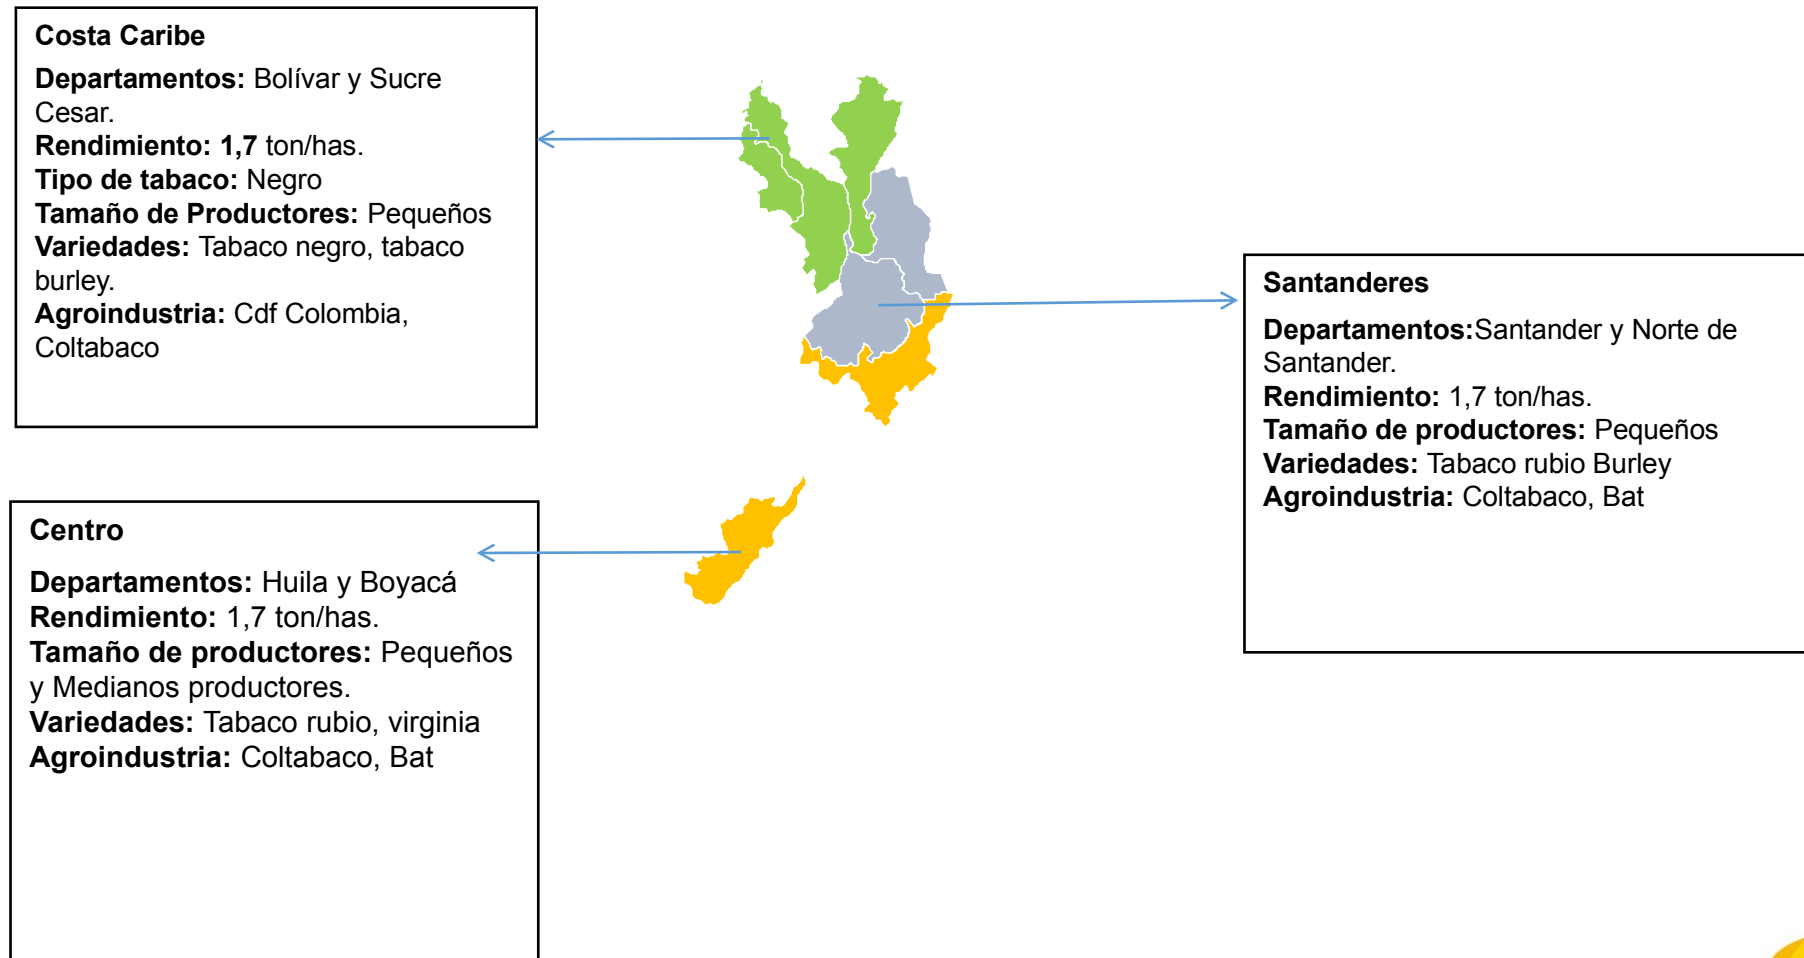 Costa Caribe
Departamentos: Bolívar y Sucre
Cesar.
Rendimiento: 1,7 ton/has.
Tipo de tabaco: Negro
Tamaño de Productores: Pequeños
Variedades: Tabaco negro, tabaco
burley.
Agroindustria: Cdf Colombia,
Coltabaco
Santanderes
Departamentos:Santander y Norte de
Santander.
Rendimiento: 1,7 ton/has.
Tamaño de productores: Pequeños
Variedades: Tabaco rubio Burley
Agroindustria: Coltabaco, Bat
Centro
Departamentos: Huila y Boyacá
Rendimiento: 1,7 ton/has.
Tamaño de productores: Pequeños
y Medianos productores.
Variedades: Tabaco rubio, virginia
Agroindustria: Coltabaco, Bat